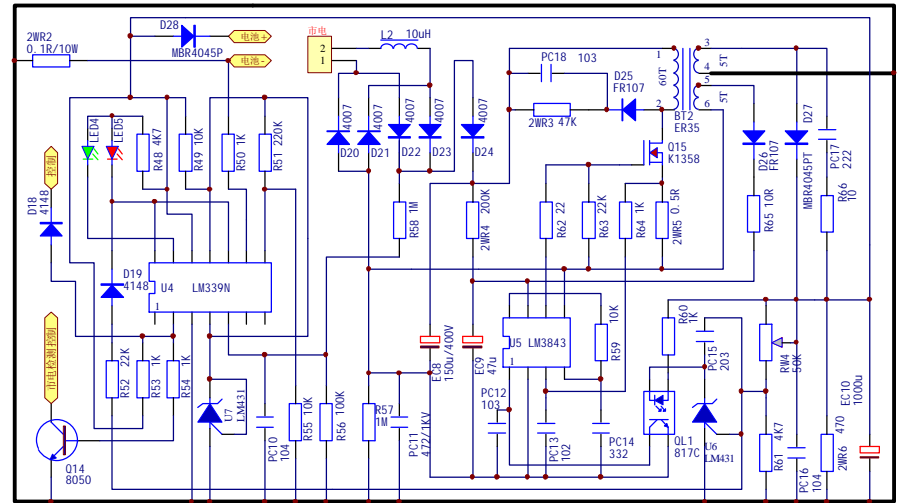 2WR2
0.1R/10W
D28
MBR4045P
电池+
电池-
市电
2
1
L2
10uH
PC18
103
D25
FR107
2WR3 47K
1
2
3
4
5
6
60T
5T
5T
BT2
ER35
D27
MBR4045PT
PC17
222
D26
FR107
R66
10
R65 10R
Q15
K1358
LED4
LED5
R48 4K7
R49 10K
R50 1K
R51 220K
4007
4007
4007
4007
4007
D20
D21
D22
D23
D24
控制
D18
4148
R58 1M
2WR4 200K
R62 22
R63 22K
R64 1K
2WR5 0.5R
D19
4148
U4
LM339N
1
市电检测控制
R52 22K
R53 1K
R54 1K
U7
LM431
PC10
104
R55 10K
R56 100K
R57
1M
PC11
472/1KV
EC8
150u/400V
EC9
47u
U5 LM3843
1
10K
R59
PC12
103
PC13
102
PC14
332
R60
1K
PC15
203
QL1
817C
U6
LM431
RW4
50K
R61 4K7
PC16
104
470
2WR6
EC10
1000u
Q14
8050